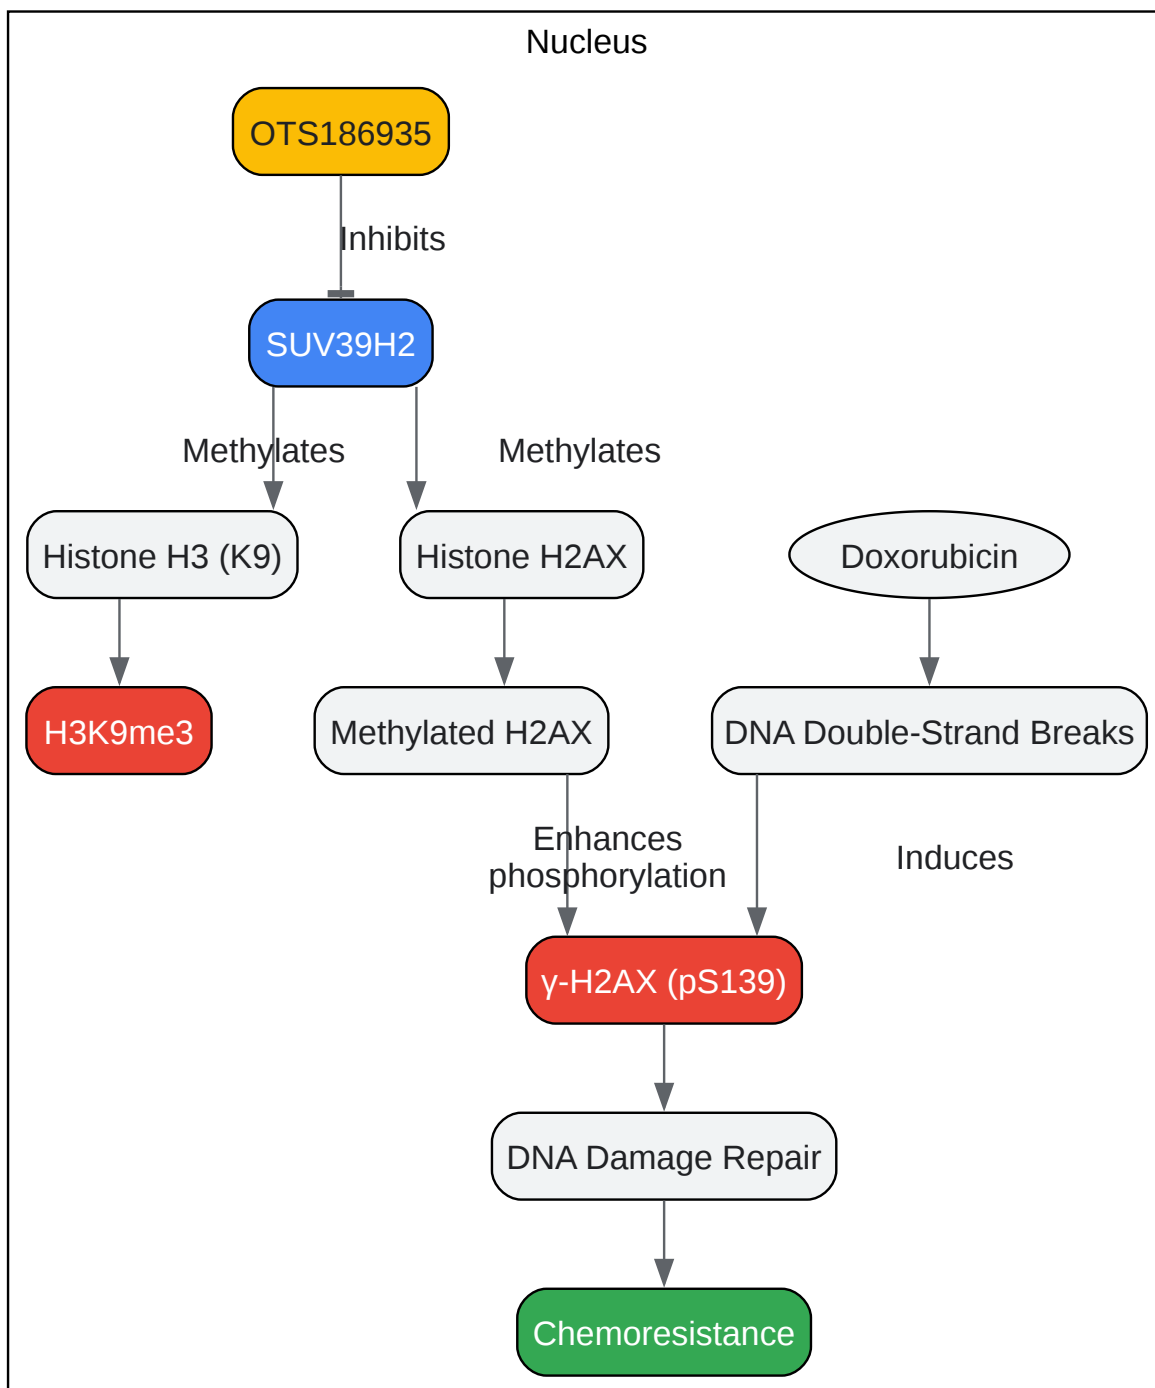 Nucleus
OTS186935
Inhibits
SUV39H2
Methylates
Methylates
Histone H3 (K9)
Histone H2AX
Doxorubicin
H3K9me3
Methylated H2AX
DNA Double-Strand Breaks
Enhances
phosphorylation
Induces
γ-H2AX (pS139)
DNA Damage Repair
Chemoresistance